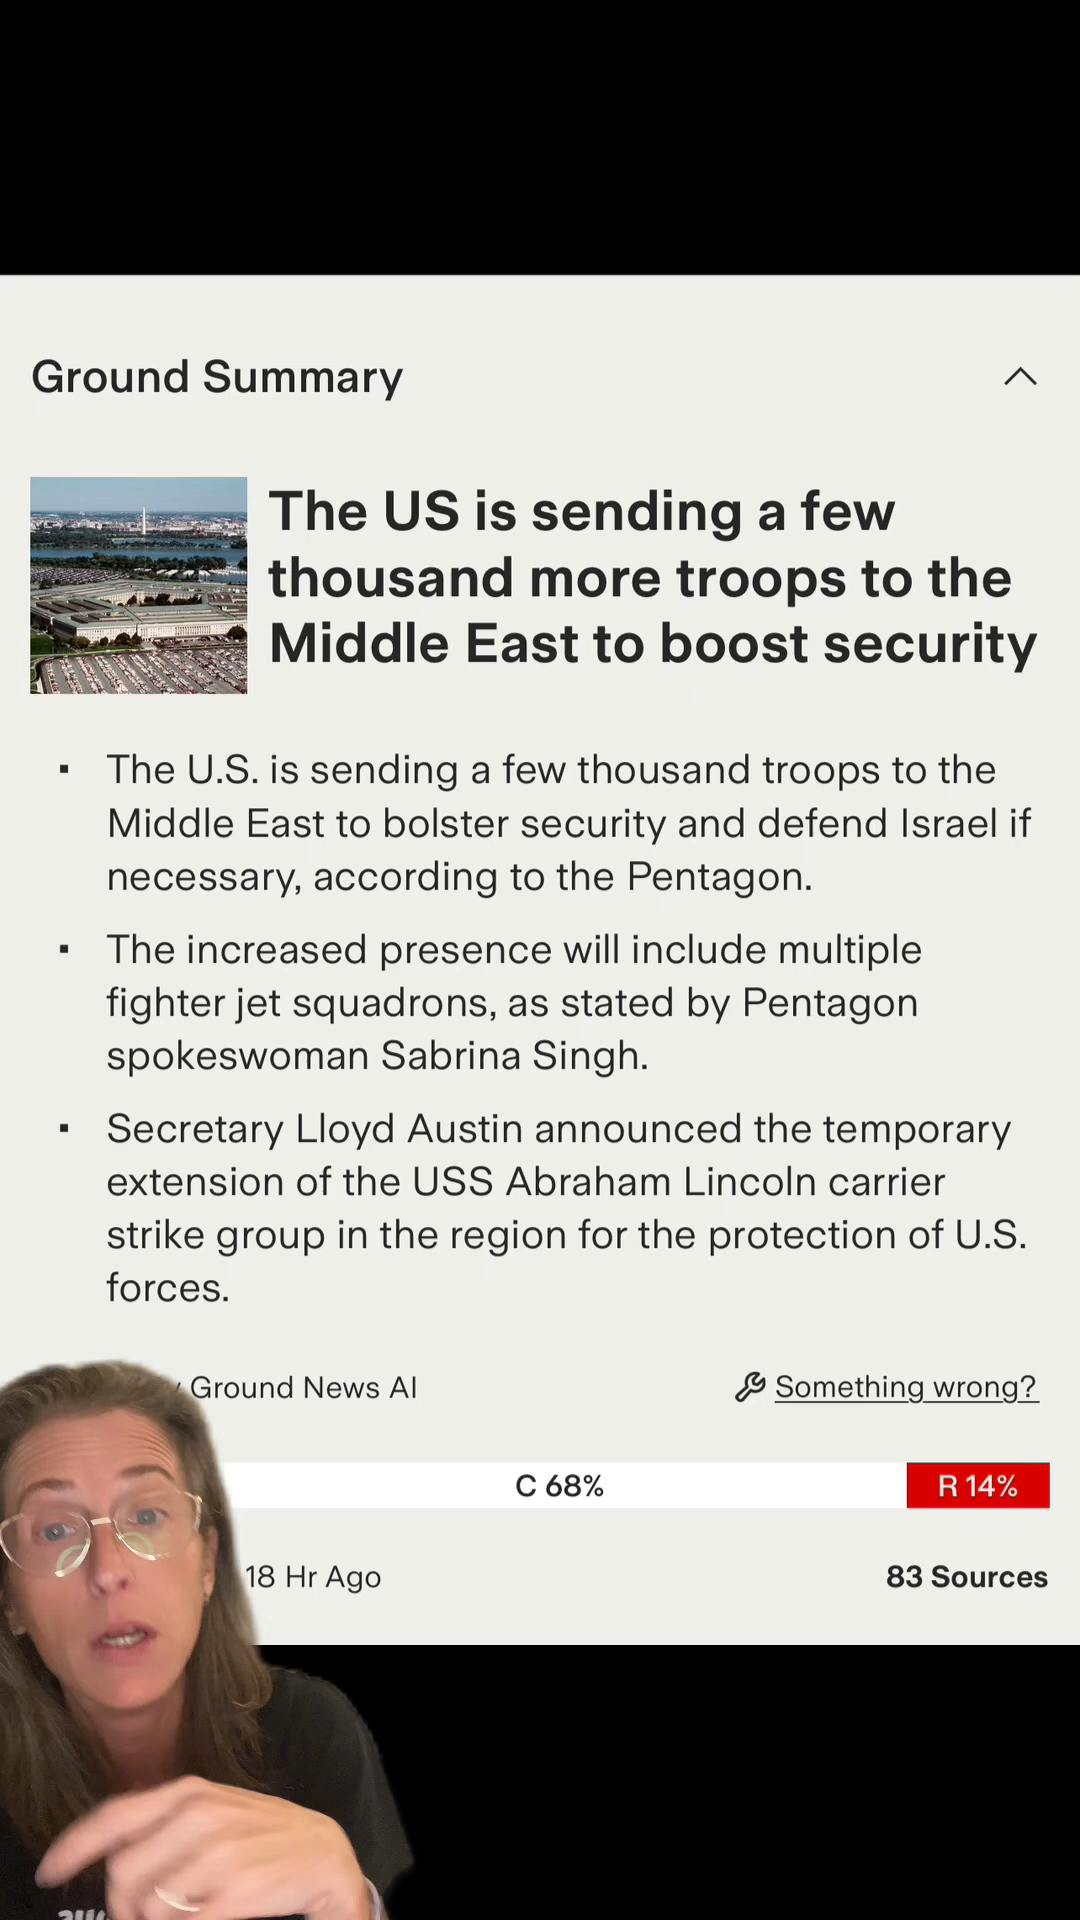 Ground Summary
The US is sending a few
thousand more troops to the
Middle East to boost security
▪ The U.S. is sending a few thousand troops to the
Middle East to bolster security and defend Israel if
necessary, according to the Pentagon.
▪ The increased presence will include multiple
fighter jet squadrons, as stated by Pentagon
spokeswoman Sabrina Singh.
▪ Secretary Lloyd Austin announced the temporary
extension of the USS Abraham Lincoln carrier
strike group in the region for the protection of U.S.
forces.
Ground News AI
Something wrong?
C 68%
R 14%
18 Hr Ago
83 Sources